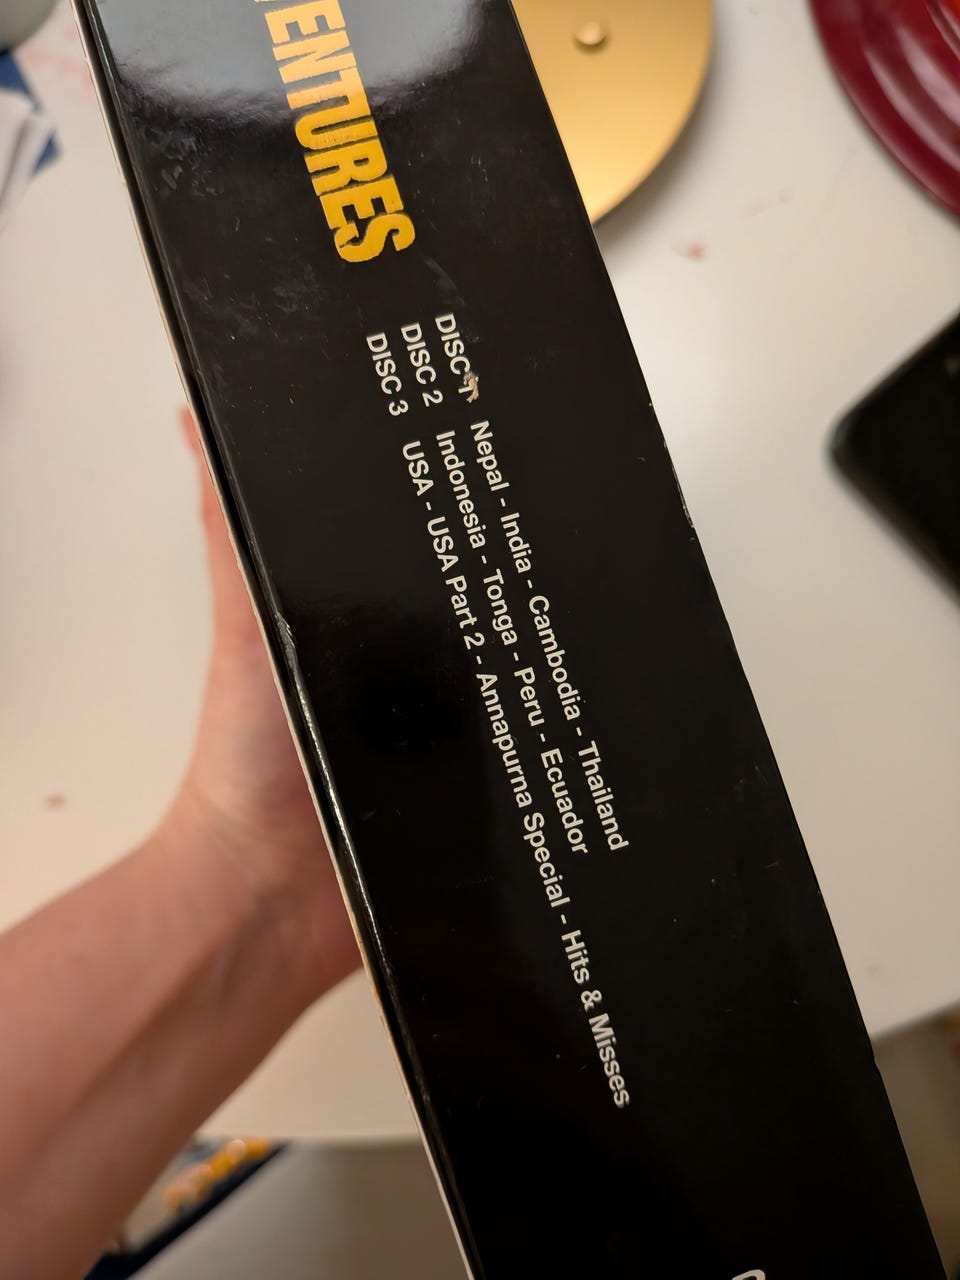 ENTURES
DISC 1 Nepal - India - Cambodia - Thailand
DISC 2 Indonesia - Tonga - Peru - Ecuador
DISC 3 USA - USA Part 2 - Annapurna Special - Hits & Misses